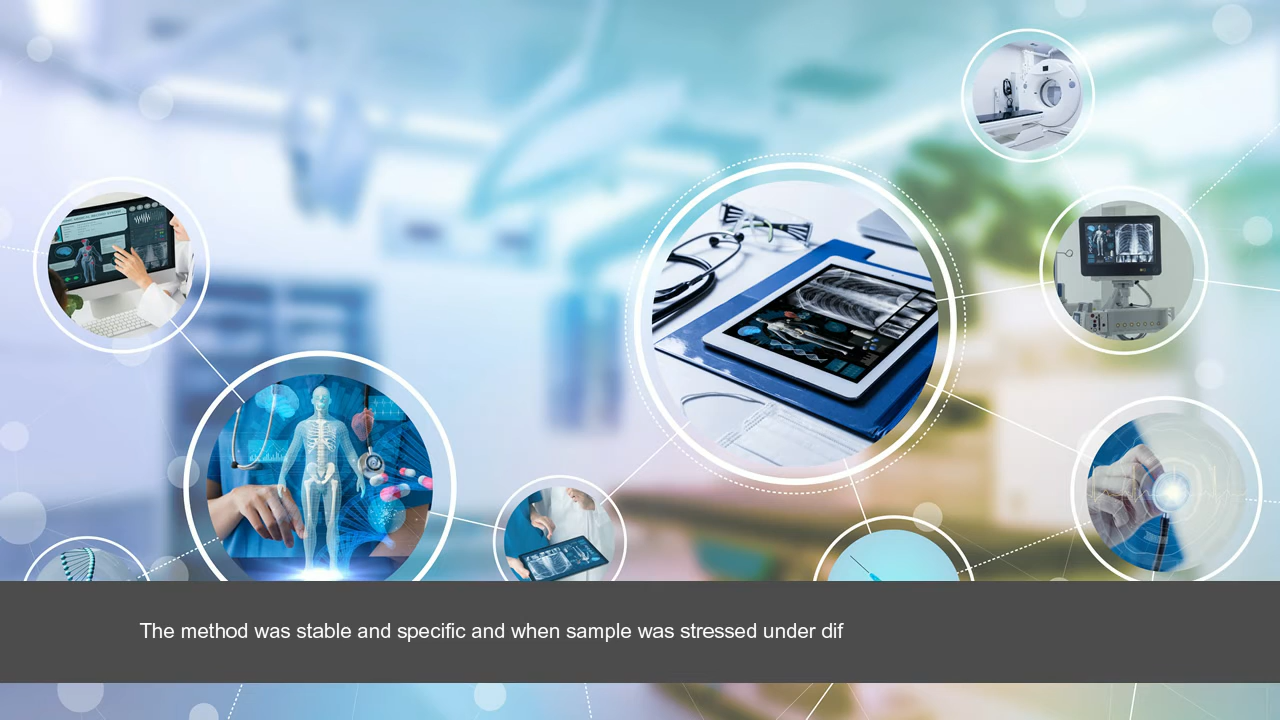 The method was stable and specific and when sample was stressed under dif